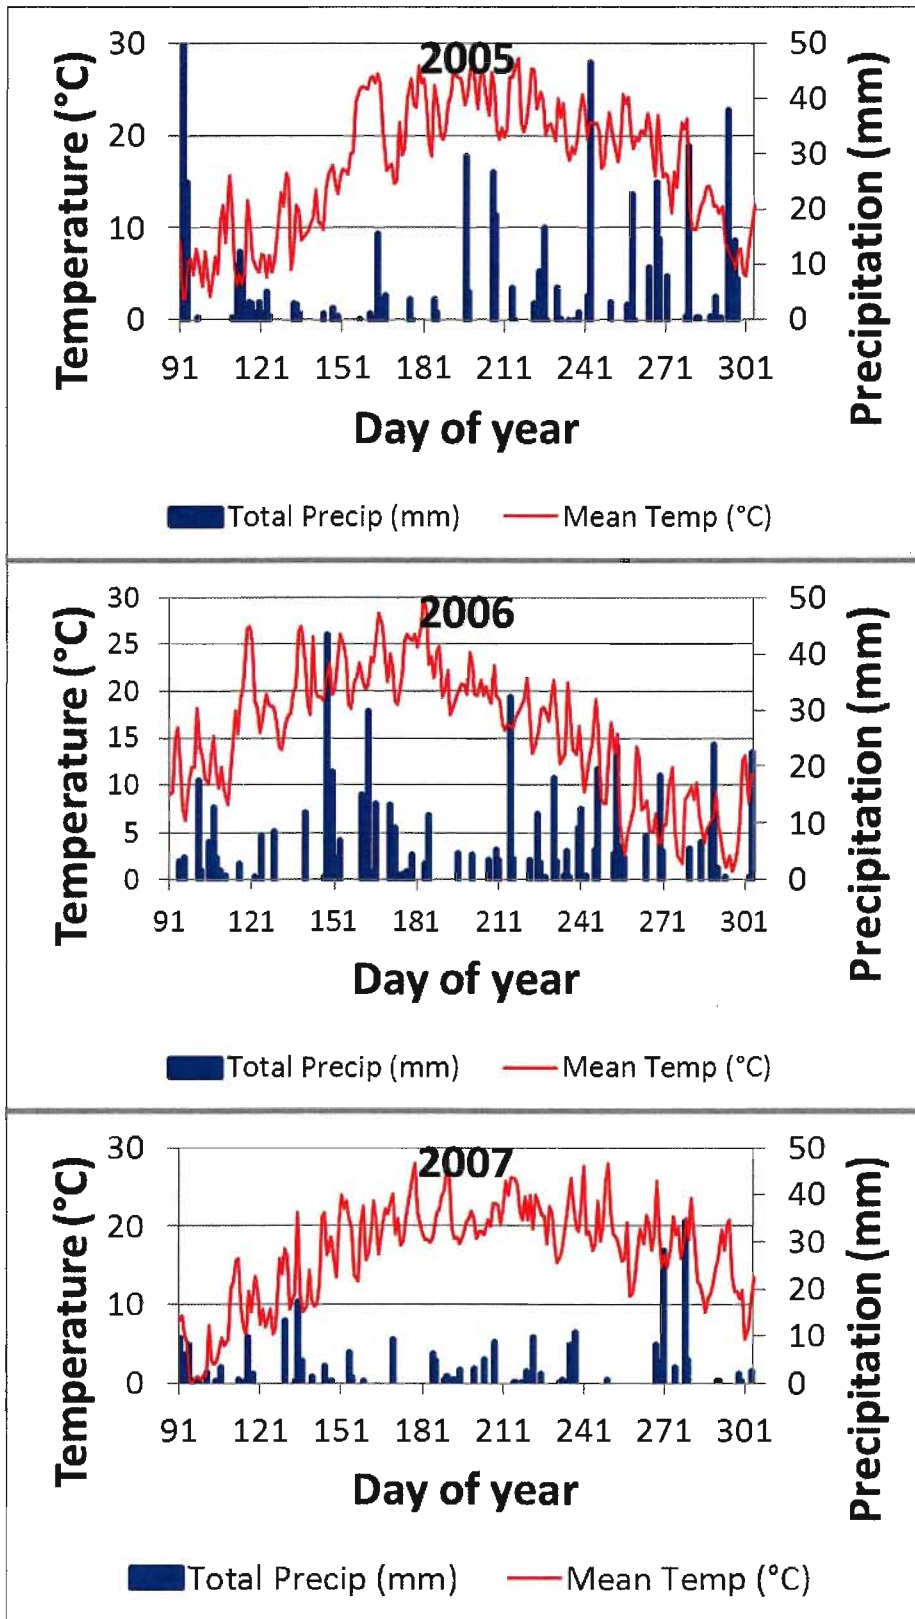 2005
Temperature (°C)
30
20
10
0
50
40
30
20
10
0
Precipitation (mm)
91 121 151 181 211 241 271 301
Day of year
Total Precip (mm) Mean Temp (°C)
2006
Temperature (°C)
30
25
20
15
10
5
0
50
40
30
20
10
0
Precipitation (mm)
91 121 151 181 211 241 271 301
Day of year
Total Precip (mm) Mean Temp (°C)
2007
Temperature (°C)
30
20
10
0
50
40
30
20
10
0
Precipitation (mm)
91 121 151 181 211 241 271 301
Day of year
Total Precip (mm) Mean Temp (°C)